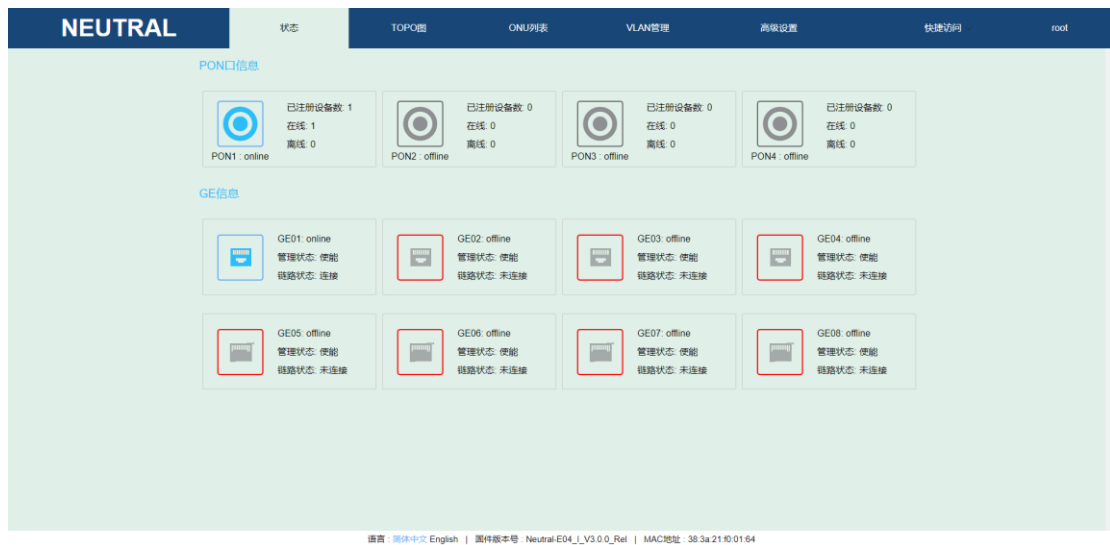 NEUTRAL 状态 TOPO图 ONU列表 VLAN管理 高级设置 快捷访问 root
PON口信息
已注册设备数: 1
在线: 1
离线: 0
PON1 : online
已注册设备数: 0
在线: 0
离线: 0
PON2 : offline
已注册设备数: 0
在线: 0
离线: 0
PON3 : offline
已注册设备数: 0
在线: 0
离线: 0
PON4 : offline
GE信息
GE01: online
管理状态: 使能
链路状态: 连接
GE02: offline
管理状态: 使能
链路状态: 未连接
GE03: offline
管理状态: 使能
链路状态: 未连接
GE04: offline
管理状态: 使能
链路状态: 未连接
GE05: offline
管理状态: 使能
链路状态: 未连接
GE06: offline
管理状态: 使能
链路状态: 未连接
GE07: offline
管理状态: 使能
链路状态: 未连接
GE08: offline
管理状态: 使能
链路状态: 未连接
语言 : 简体中文 English | 固件版本号 : Neutral-E04_I_V3.0.0_Rel | MAC地址 : 38:3a:21:f0:01:64